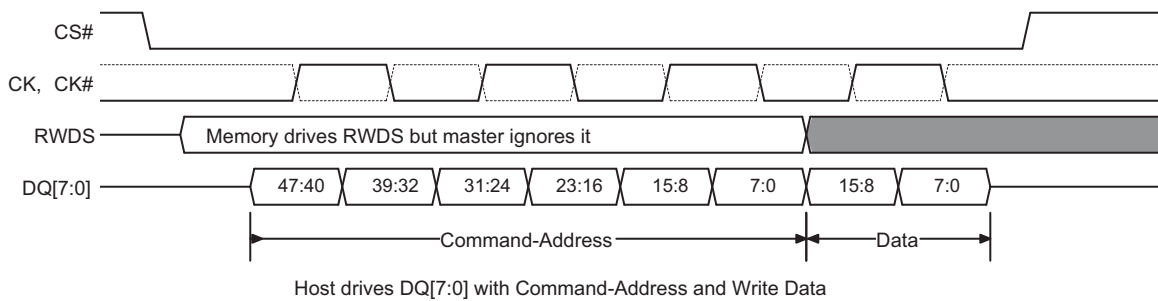 CS#
CK, CK#
RWDS Memory drives RWDS but master ignores it
DQ[7:0] 47:40 39:32 31:24 23:16 15:8 7:0 15:8 7:0
Command-Address Data
Host drives DQ[7:0] with Command-Address and Write Data